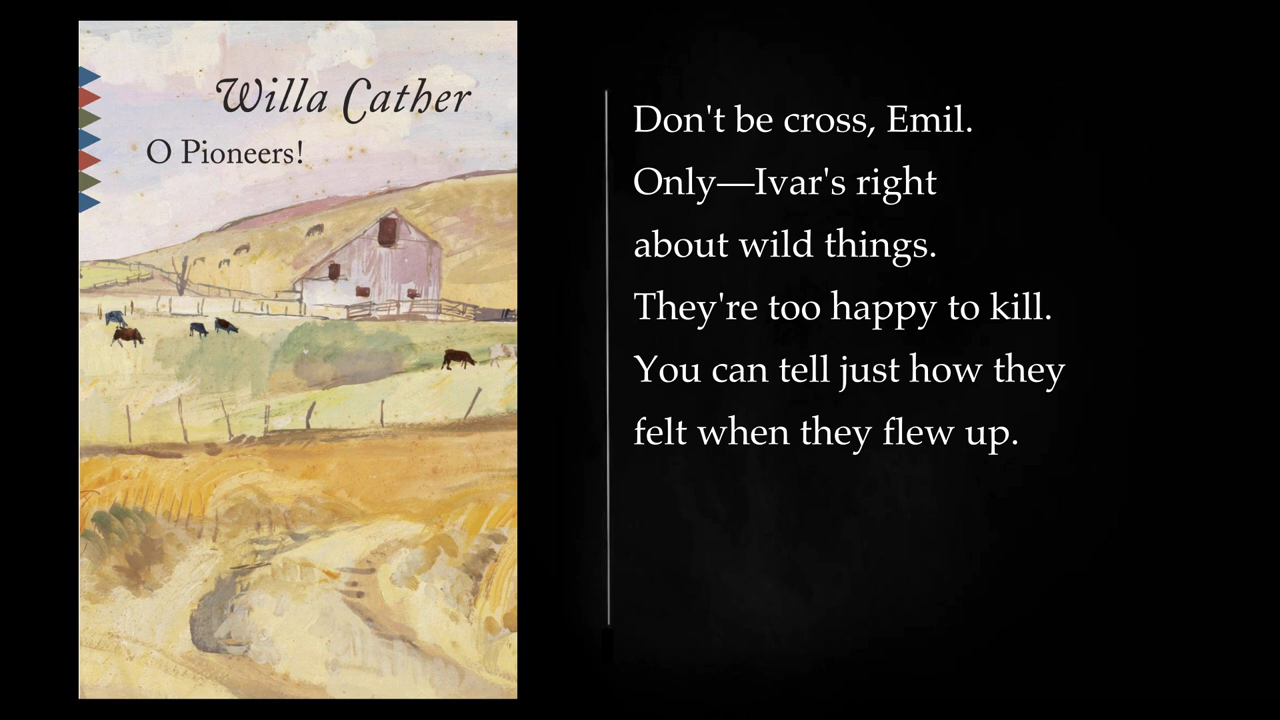 Willa Cather
O Pioneers!
Don't be cross, Emil.
Only—Ivar's right
about wild things.
They're too happy to kill.
You can tell just how they
felt when they flew up.